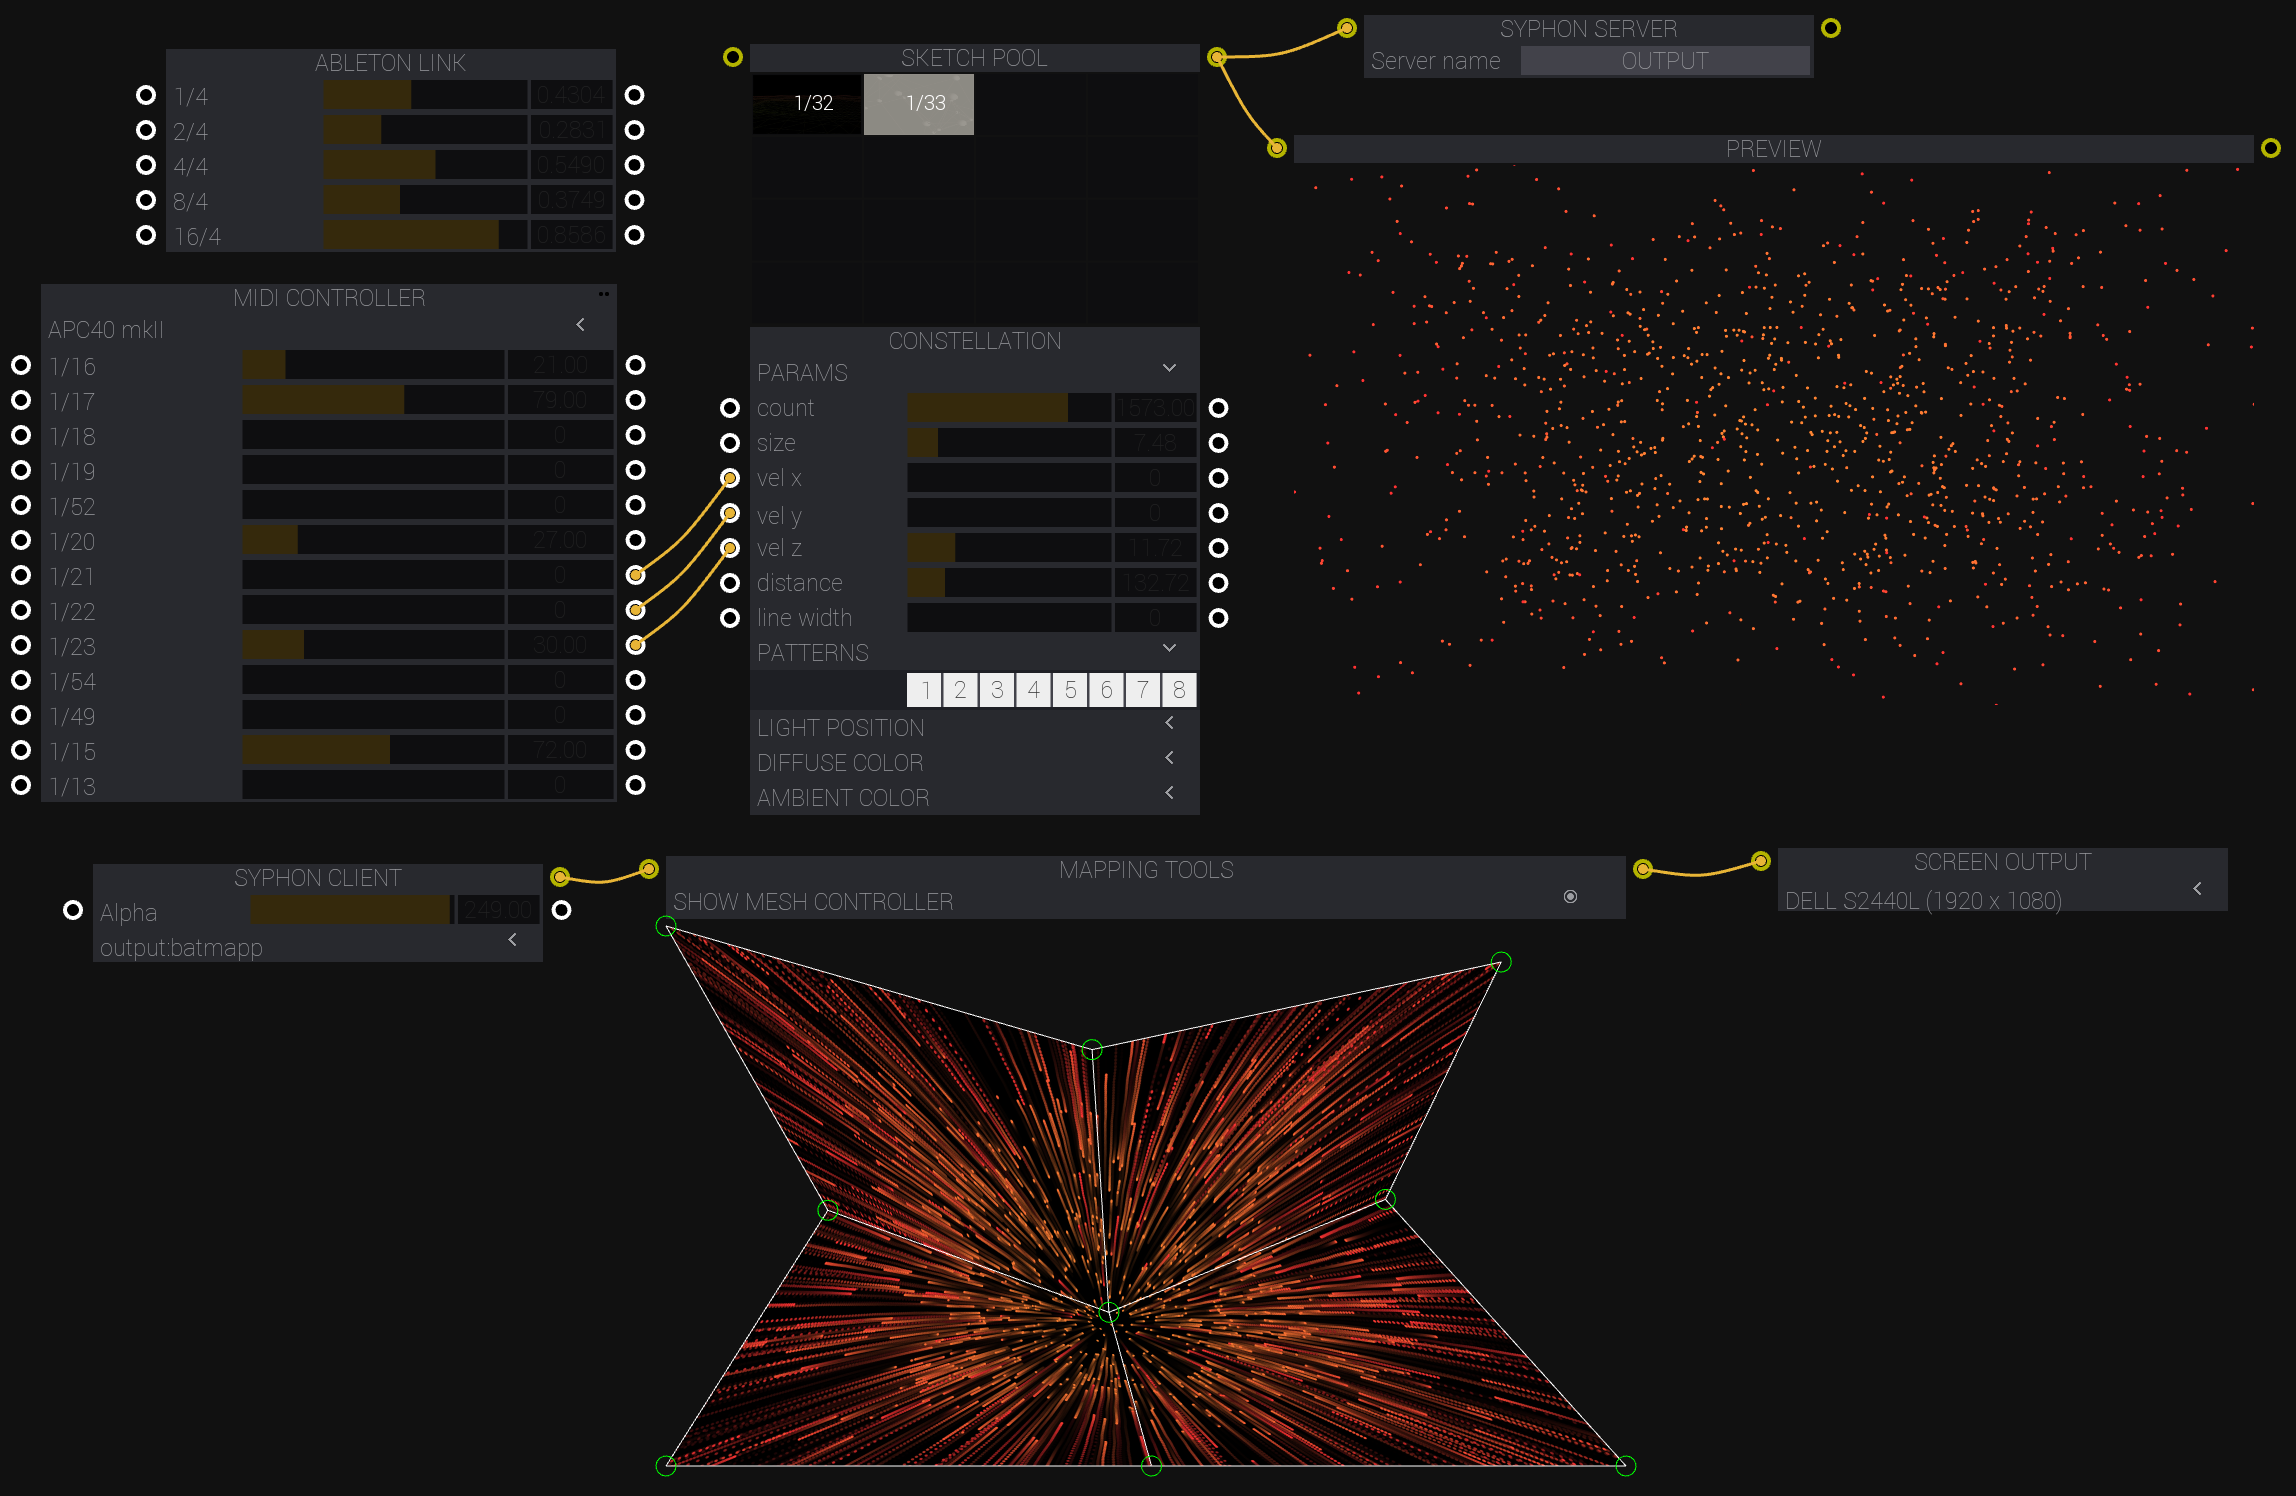 ABLETON LINK
1/4 0.4304
2/4 0.2831
4/4 0.5490
8/4 0.3749
16/4 0.8586
MIDI CONTROLLER
APC40 mkII
1/16 21.00
1/17 79.00
1/18 0
1/19 0
1/52 0
1/20 27.00
1/21 0
1/22 0
1/23 30.00
1/54 0
1/49 0
1/15 72.00
1/13 0
SKETCH POOL
1/32 1/33
CONSTELLATION
PARAMS
count 1573.00
size 7.48
vel x 0
vel y 0
vel z 11.72
distance 132.72
line width 0
PATTERNS
1 2 3 4 5 6 7 8
LIGHT POSITION
DIFFUSE COLOR
AMBIENT COLOR
SYPHON SERVER
Server name OUTPUT
PREVIEW
SYPHON CLIENT
Alpha 249.00
output:batmapp
MAPPING TOOLS
SHOW MESH CONTROLLER
SCREEN OUTPUT
DELL S2440L (1920 x 1080)